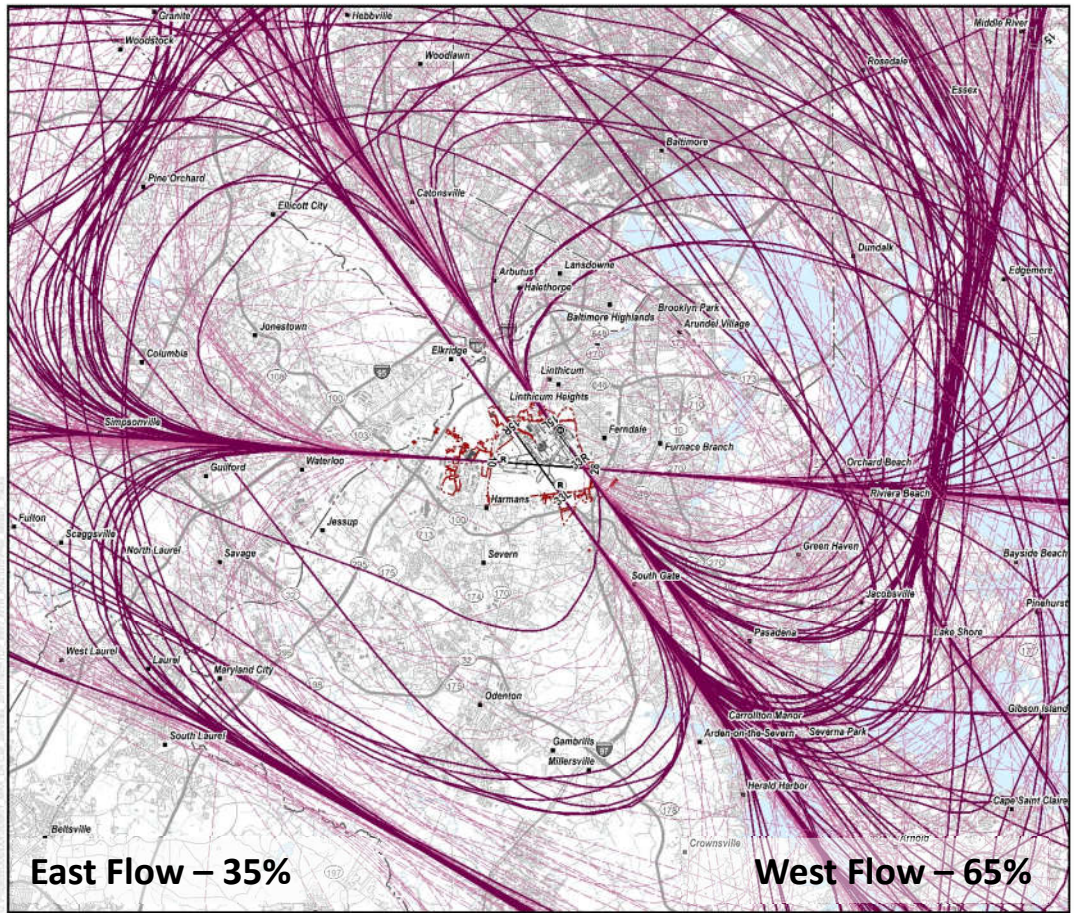 Granite
Hebbville
Middle River
Woodstock
Woodlawn
Rosedale
Essex
Baltimore
Pine Orchard
Catonsville
Ellicott City
Dundalk
Arbutus
Lansdowne
Halethorpe
Edgemere
Baltimore Highlands
Brooklyn Park
Arundel Village
Jonestown
Elkridge
Columbia
Linthicum
Linthicum Heights
Simpsonville
Ferndale
Furnace Branch
Guilford
Waterloo
Orchard Beach
Riviera Beach
Harmans
Fulton
Scaggsville
Jessup
North Laurel
Savage
Severn
Green Haven
Bayside Beach
South Gate
Jacobsville
Pinehurst
Pasadena
Lake Shore
West Laurel
Laurel
Maryland City
Odenton
Gibson Island
South Laurel
Carrollton Manor
Arden-on-the-Severn
Severna Park
Gambrills
Millersville
Herald Harbor
Cape Saint Claire
Beltsville
Crownsville
Arnold
East Flow – 35%
West Flow – 65%